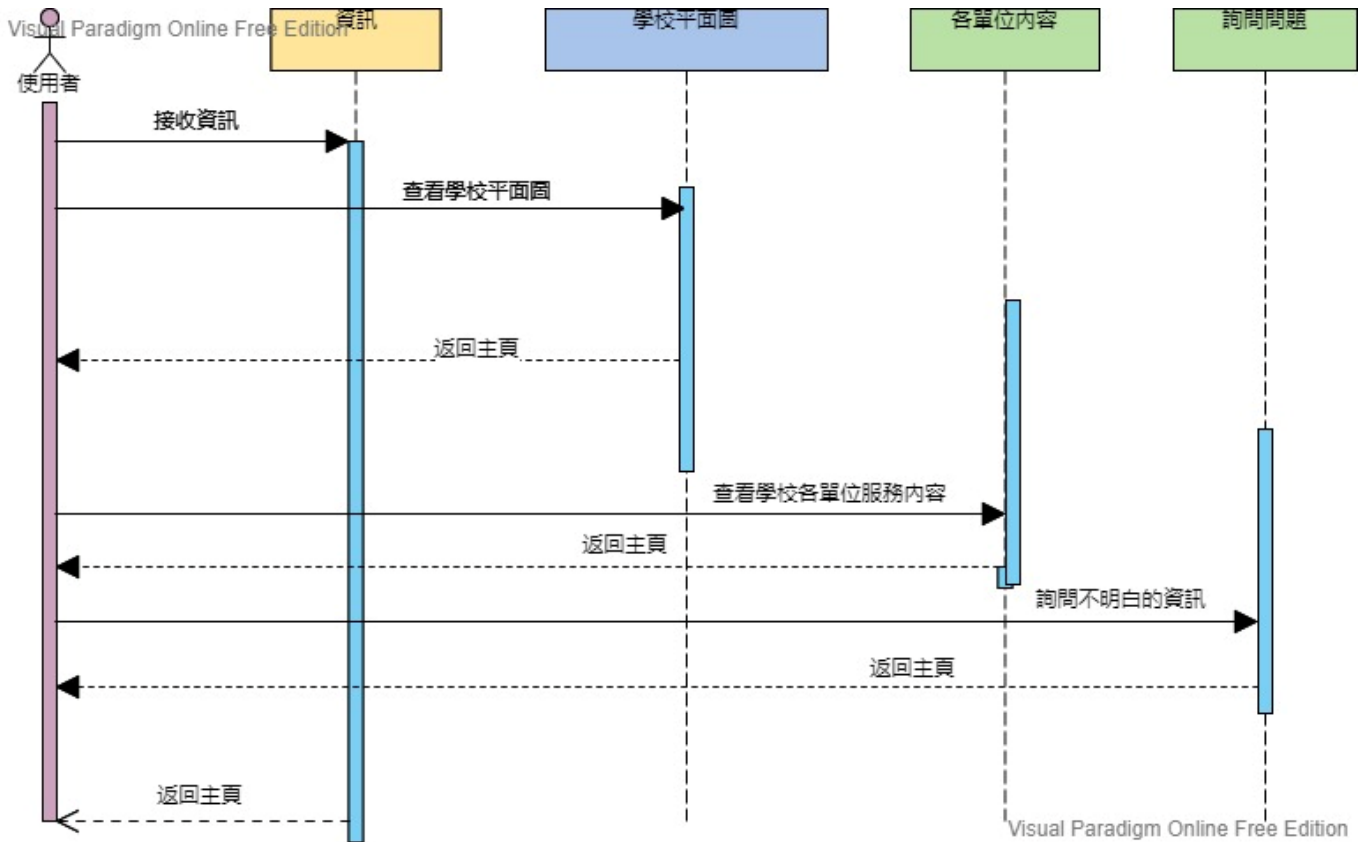 Visual Paradigm Online Free Edition
資訊
學校平面圖
各單位內容
詢問問題
使用者
接收資訊
查看學校平面圖
返回主頁
查看學校各單位服務內容
返回主頁
詢問不明白的資訊
返回主頁
返回主頁
Visual Paradigm Online Free Edition